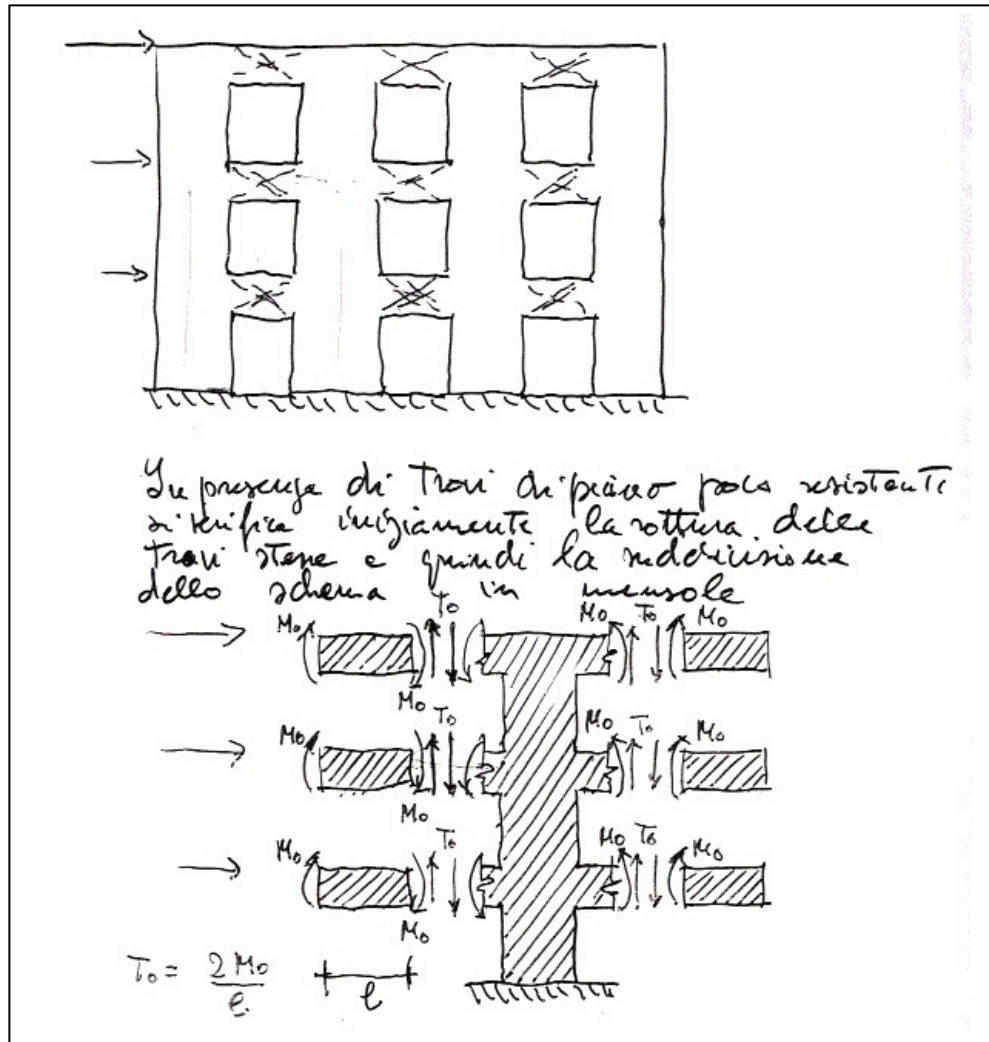 In presenza di travi di piano poco resistenti
si verifica inizialmente la rottura delle
travi stesse e quindi la suddivisione
dello schema in mensole
M₀ T₀ M₀ T₀ M₀
M₀
M₀ T₀ M₀ T₀ M₀
M₀
M₀ T₀ M₀ T₀ M₀
M₀
T₀ = 2 M₀ / l
l